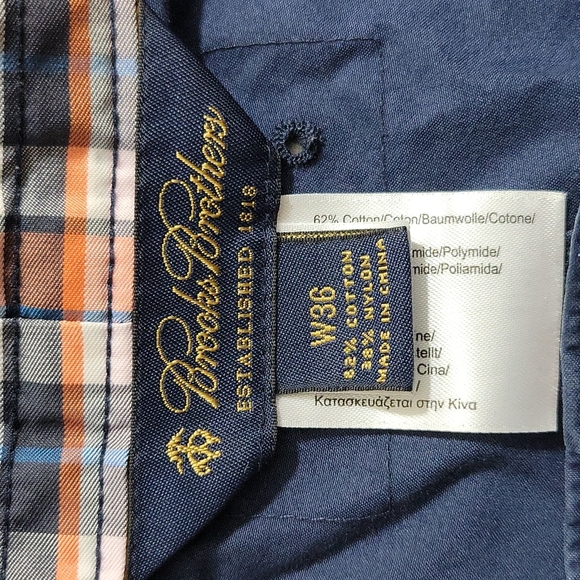 Brooks Brothers
ESTABLISHED 1818
W36
62% COTTON
38% NYLON
MADE IN CHINA
62% Cotton/Coton/Baumwolle/Cotone/
mide/Polymide/
mide/Poliamida/
ne/
tellt/
Cina/
/
Κατασκευάζεται στην Κίνα